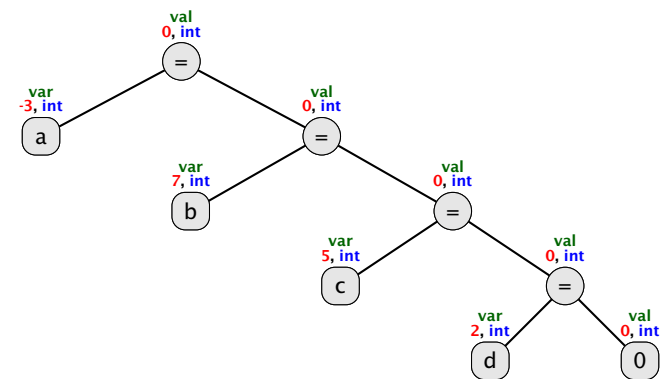 val
0, int
=
var
-3, int
a
val
0, int
=
var
7, int
b
val
0, int
=
var
5, int
c
val
0, int
=
var
2, int
d
val
0, int
0